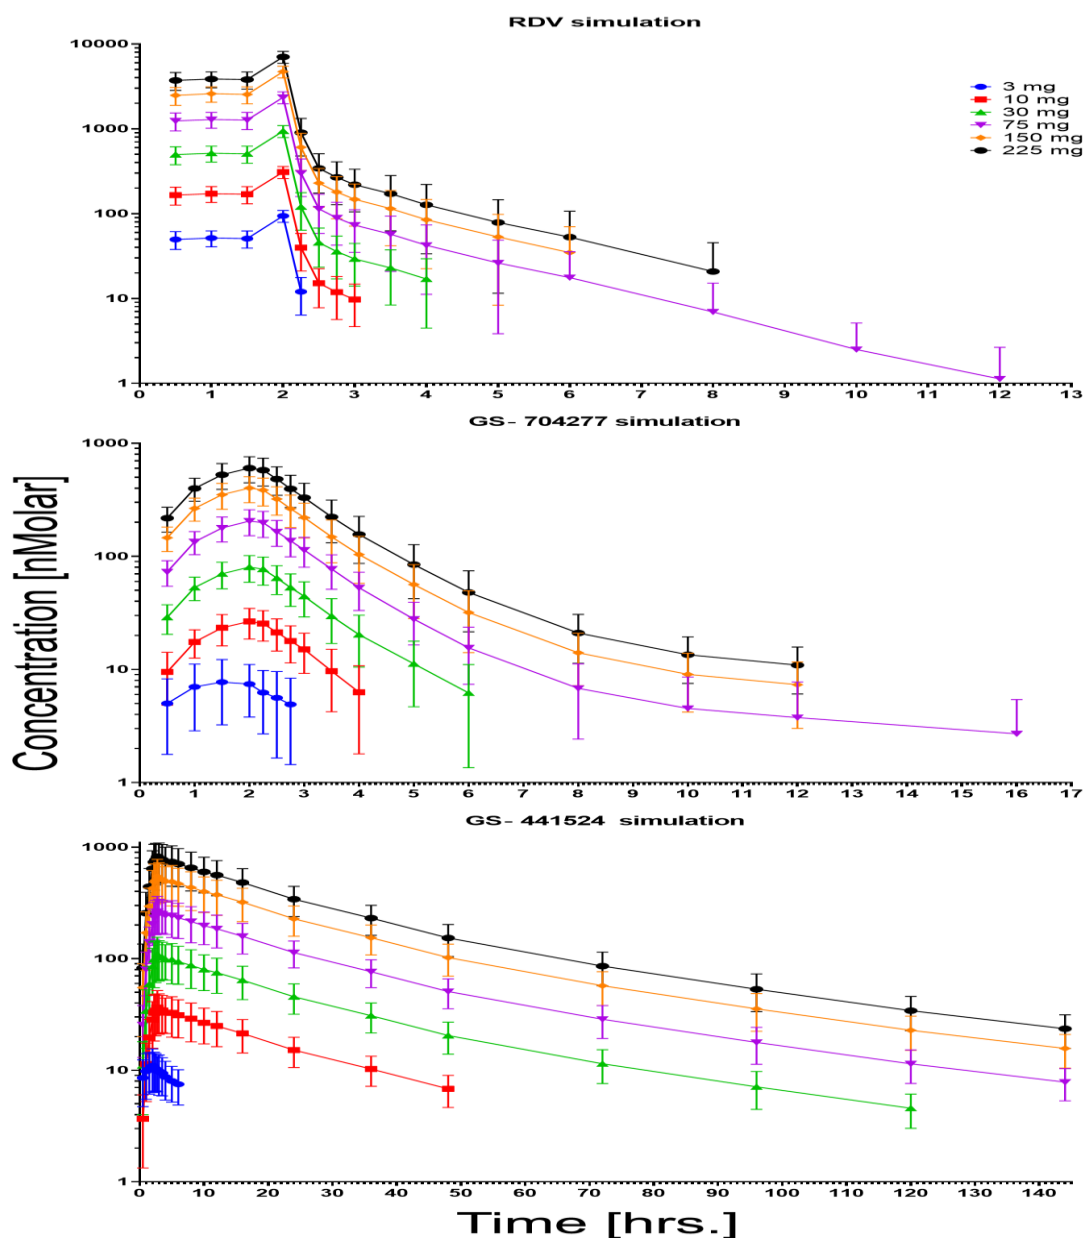 RDV simulation
10000
1000
100
10
1
3 mg
10 mg
30 mg
75 mg
150 mg
225 mg
0 1 2 3 4 5 6 7 8 9 10 11 12 13
GS- 704277 simulation
1000
100
10
1
0 1 2 3 4 5 6 7 8 9 10 11 12 13 14 15 16 17
Concentration [nMolar]
GS- 441524 simulation
1000
100
10
1
0 10 20 30 40 50 60 70 80 90 100 110 120 130 140
Time [hrs.]